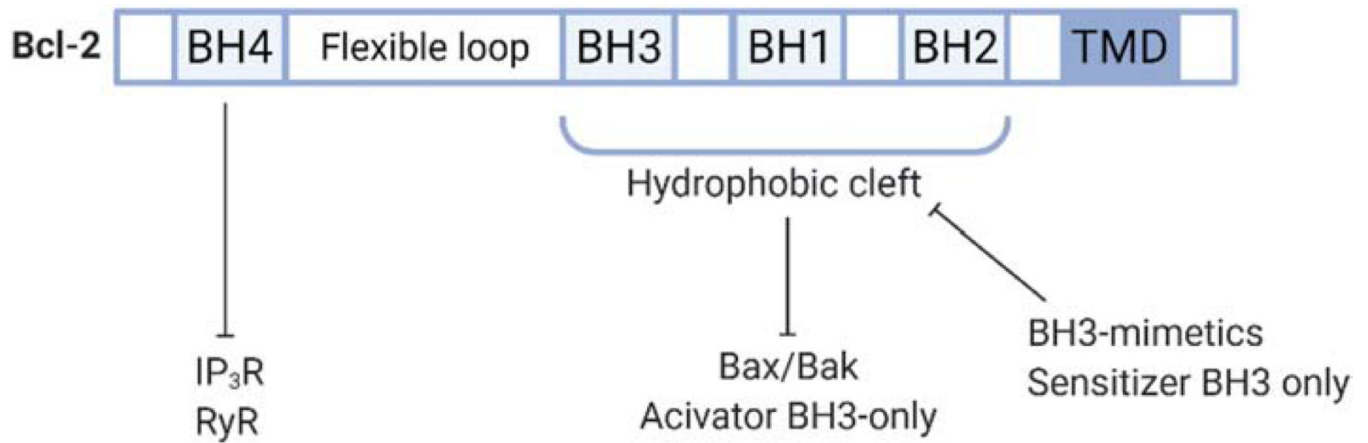 Bcl-2 BH4 Flexible loop BH3 BH1 BH2 TMD
Hydrophobic cleft
IP₃R
RyR
Bax/Bak
Acivator BH3-only
BH3-mimetics
Sensitizer BH3 only